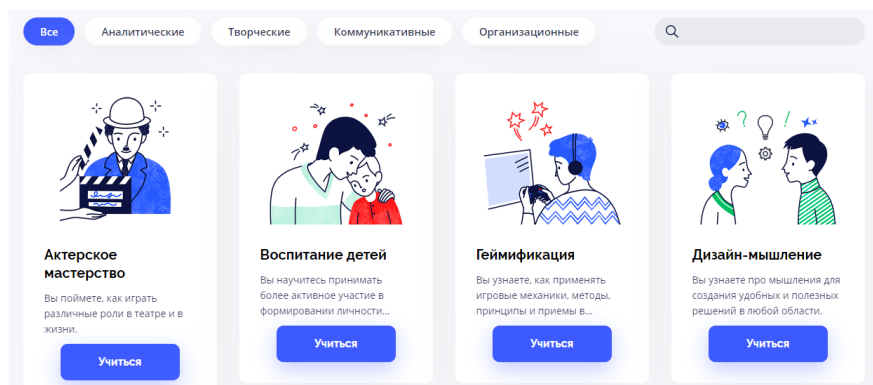 Все
Аналитические
Творческие
Коммуникативные
Организационные
Актерское
мастерство
Вы поймете, как играть
различные роли в театре и в
жизни.
Учиться
Воспитание детей
Вы научитесь принимать
более активное участие в
формировании личности...
Учиться
Геймификация
Вы узнаете, как применять
игровые механики, методы,
принципы и приемы в...
Учиться
Дизайн-мышление
Вы узнаете про мышления для
создания удобных и полезных
решений в любой области.
Учиться